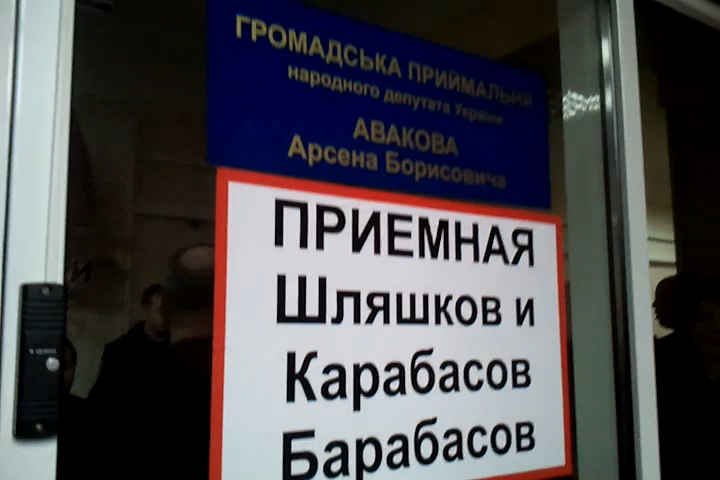 ГРОМАДСЬКА ПРИЙМАЛЬНЯ
народного депутата України
АВАКОВА
Арсена Борисовича
ПРИЕМНАЯ
Шляшков и
Карабасов
Барабасов